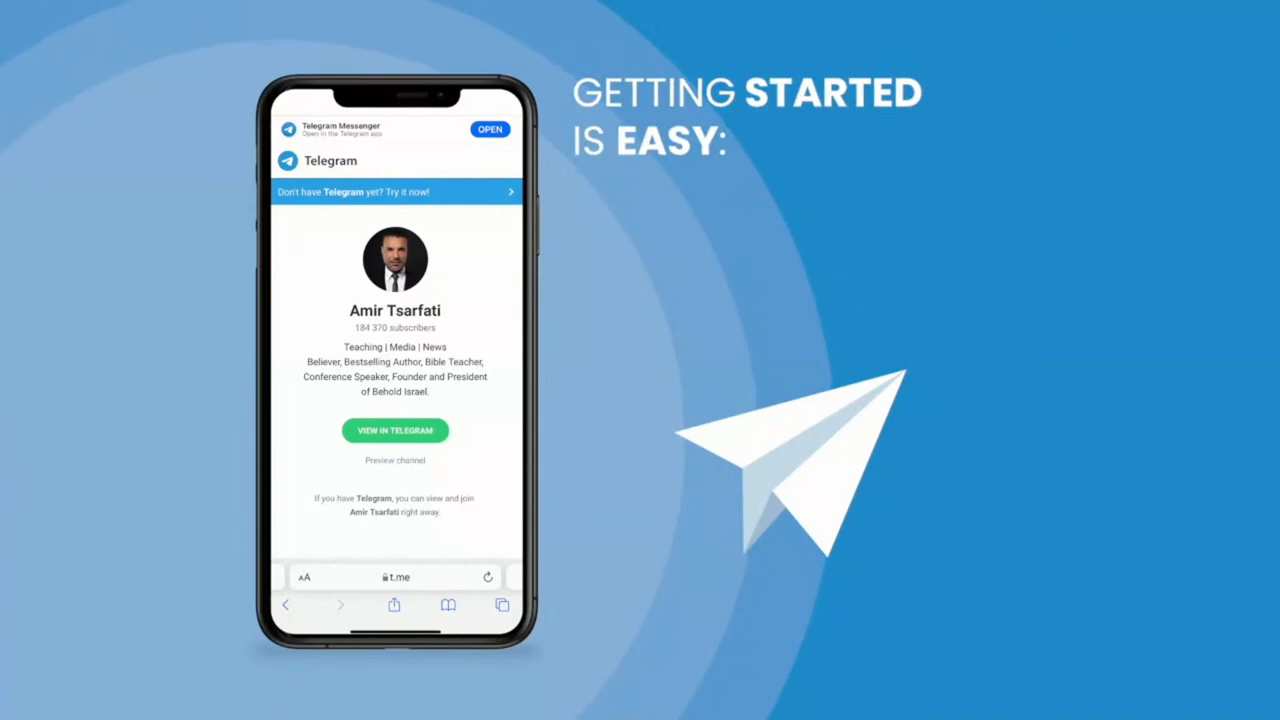 GETTING STARTED
IS EASY:
Telegram Messenger
Open in the Telegram app
OPEN
Telegram
Don't have Telegram yet? Try it now!
Amir Tsarfati
184 370 subscribers
Teaching | Media | News
Believer, Bestselling Author, Bible Teacher,
Conference Speaker, Founder and President
of Behold Israel.
VIEW IN TELEGRAM
Preview channel
If you have Telegram, you can view and join
Amir Tsarfati right away.
AA
t.me